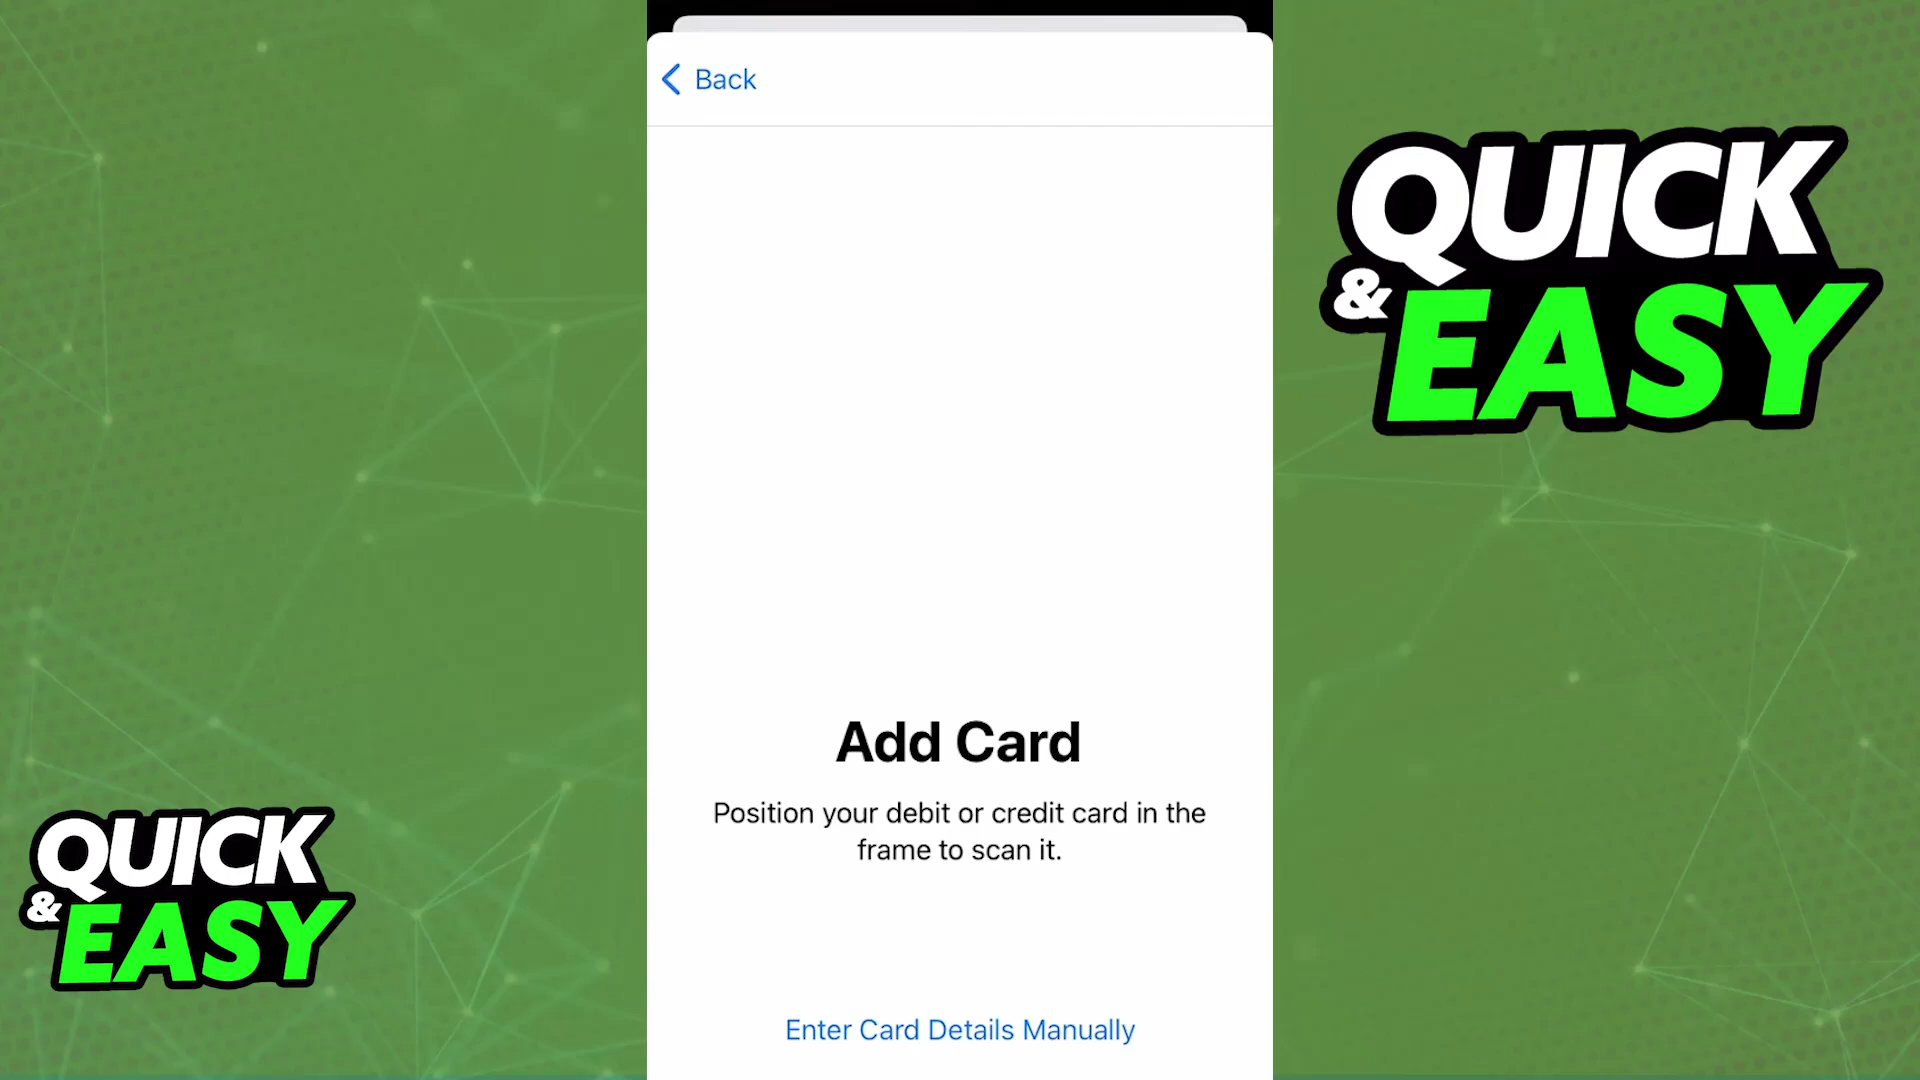 Back
QUICK
& EASY
Add Card
Position your debit or credit card in the
frame to scan it.
QUICK
& EASY
Enter Card Details Manually